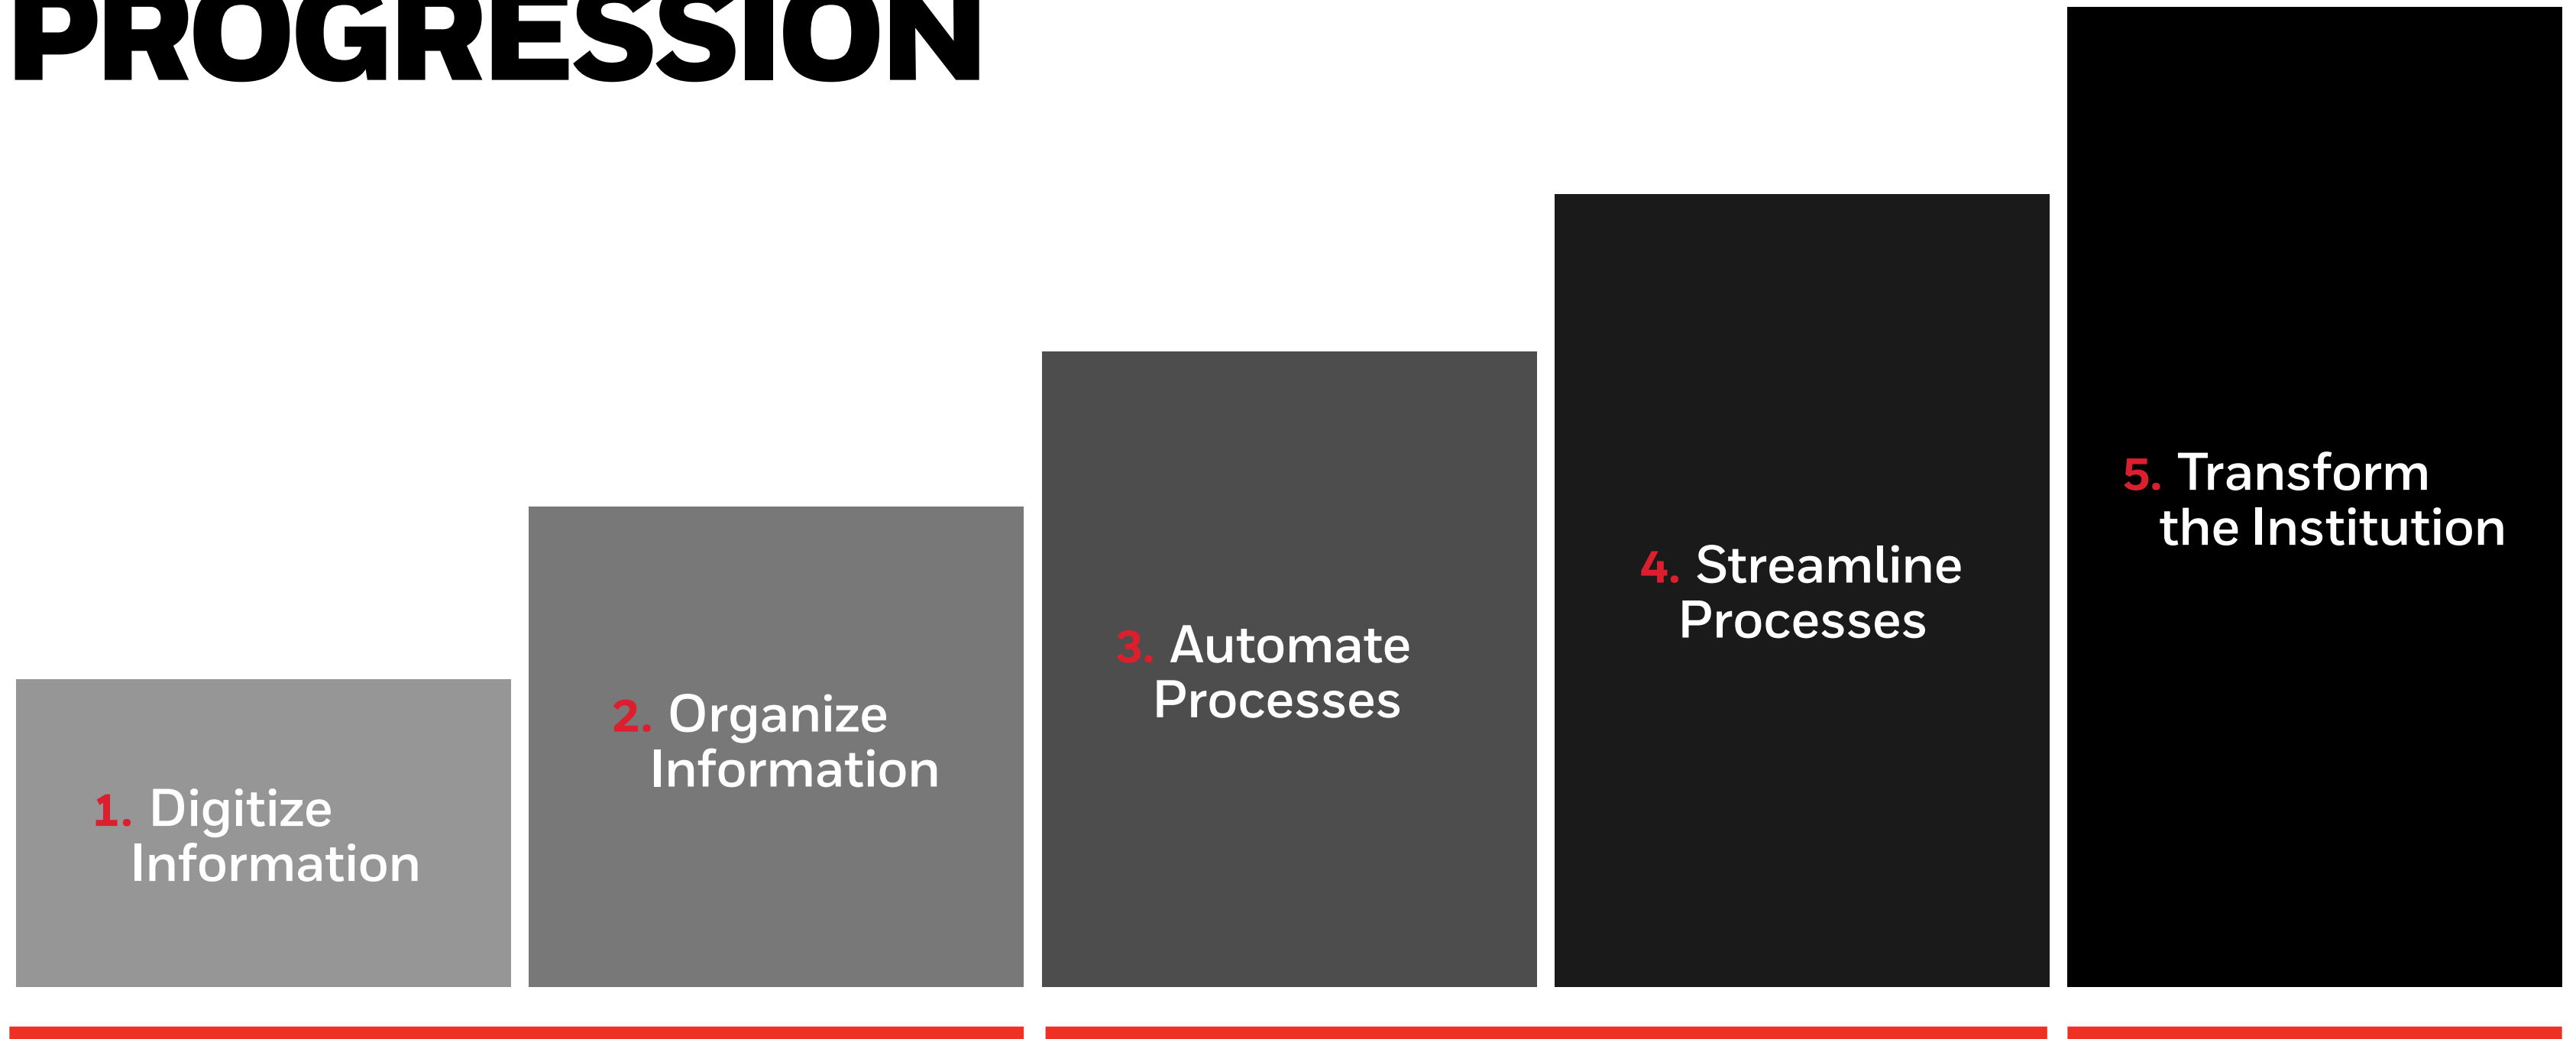 PROGRESSION
1. Digitize
Information
2. Organize
Information
3. Automate
Processes
4. Streamline
Processes
5. Transform
the Institution